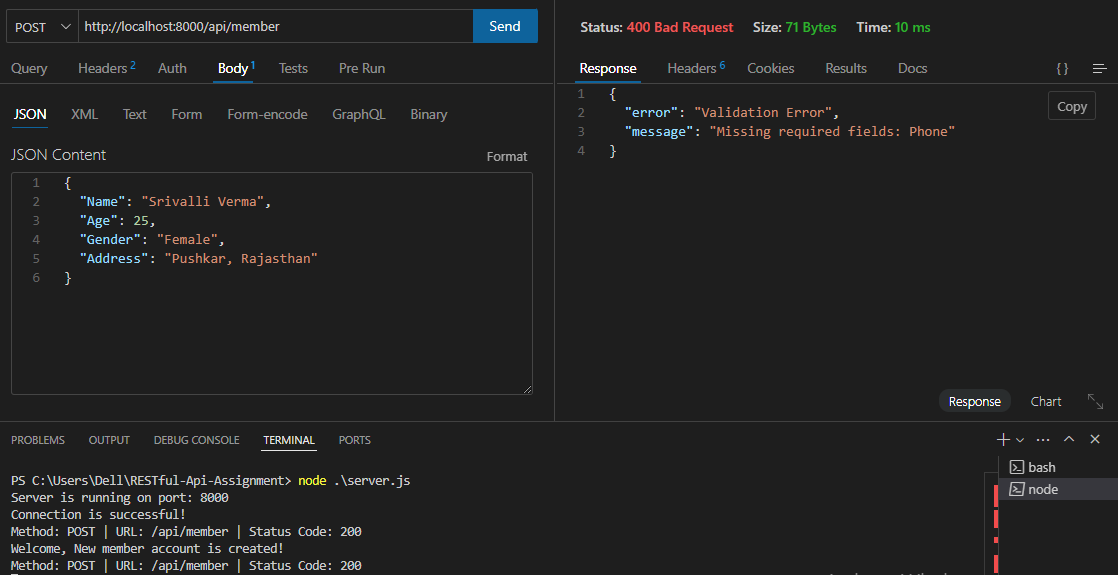 POST http://localhost:8000/api/member Send
Query Headers 2 Auth Body 1 Tests Pre Run
JSON XML Text Form Form-encode GraphQL Binary
JSON Content Format
1 {
2 "Name": "Srivalli Verma",
3 "Age": 25,
4 "Gender": "Female",
5 "Address": "Pushkar, Rajasthan"
6 }
Status: 400 Bad Request Size: 71 Bytes Time: 10 ms
Response Headers 6 Cookies Results Docs { }
Copy
1 {
2 "error": "Validation Error",
3 "message": "Missing required fields: Phone"
4 }
Response Chart
PROBLEMS OUTPUT DEBUG CONSOLE TERMINAL PORTS
PS C:\Users\Dell\RESTful-Api-Assignment> node .\server.js
Server is running on port: 8000
Connection is successful!
Method: POST | URL: /api/member | Status Code: 200
Welcome, New member account is created!
Method: POST | URL: /api/member | Status Code: 200
bash
node